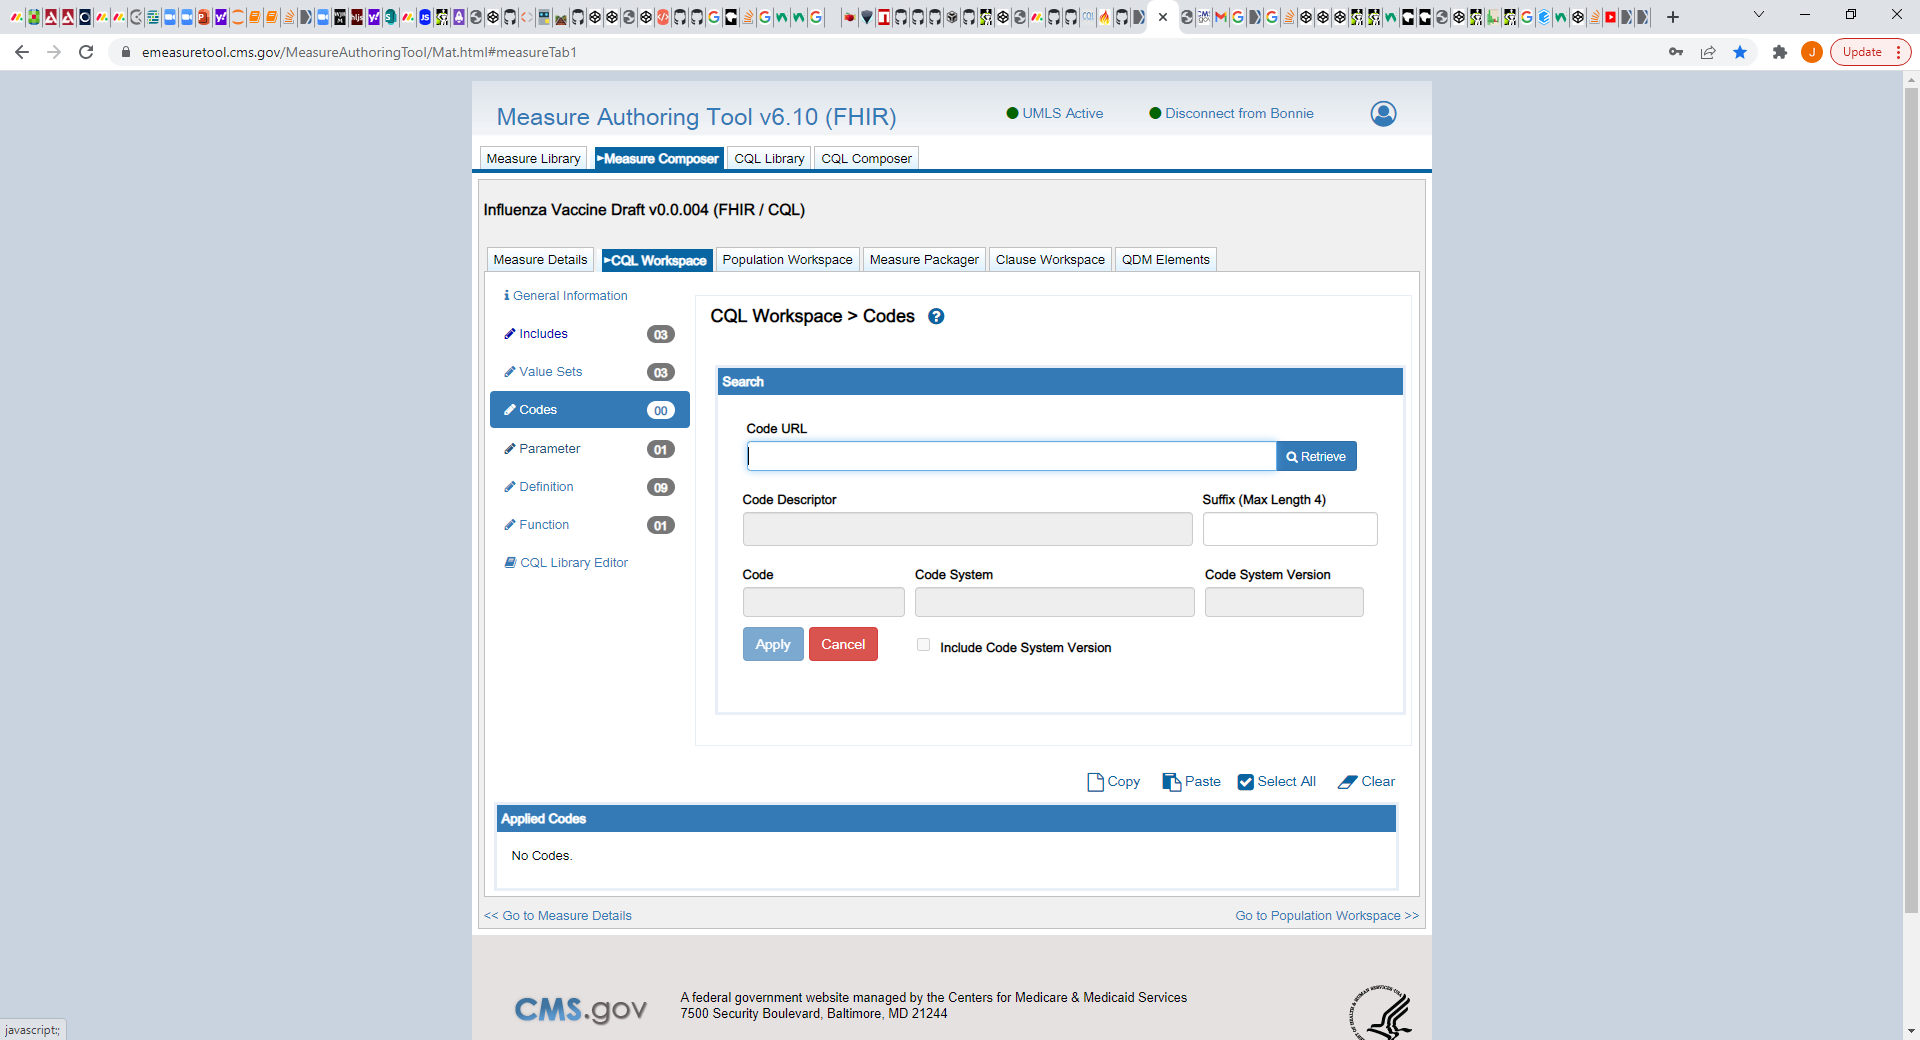 emeasuretool.cms.gov/MeasureAuthoringTool/Mat.html#measureTab1
J
Update
Measure Authoring Tool v6.10 (FHIR)
UMLS Active
Disconnect from Bonnie
Measure Library
Measure Composer
CQL Library
CQL Composer
Influenza Vaccine Draft v0.0.004 (FHIR / CQL)
Measure Details
CQL Workspace
Population Workspace
Measure Packager
Clause Workspace
QDM Elements
General Information
Includes 03
Value Sets 03
Codes 00
Parameter 01
Definition 09
Function 01
CQL Library Editor
CQL Workspace > Codes
Search
Code URL
Retrieve
Code Descriptor
Suffix (Max Length 4)
Code
Code System
Code System Version
Apply
Cancel
Include Code System Version
Copy
Paste
Select All
Clear
Applied Codes
No Codes.
<< Go to Measure Details
Go to Population Workspace >>
CMS.gov
A federal government website managed by the Centers for Medicare & Medicaid Services
7500 Security Boulevard, Baltimore, MD 21244
javascript:;